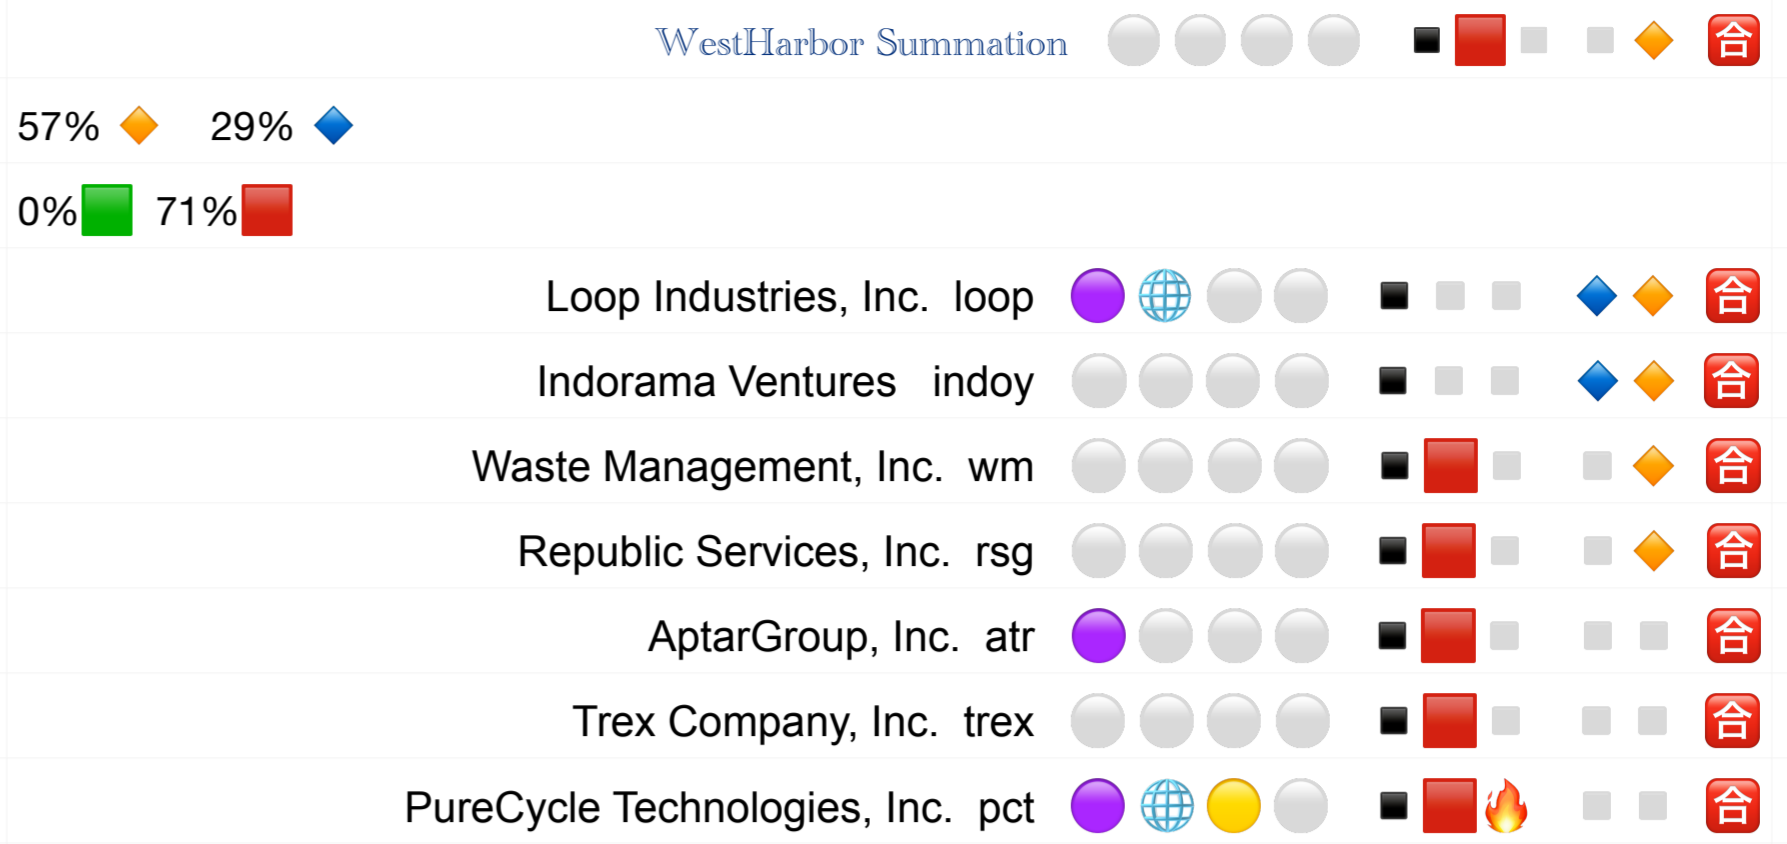 WestHarbor Summation 合
57% 29%
0% 71%
Loop Industries, Inc. loop 合
Indorama Ventures indoy 合
Waste Management, Inc. wm 合
Republic Services, Inc. rsg 合
AptarGroup, Inc. atr 合
Trex Company, Inc. trex 合
PureCycle Technologies, Inc. pct 合